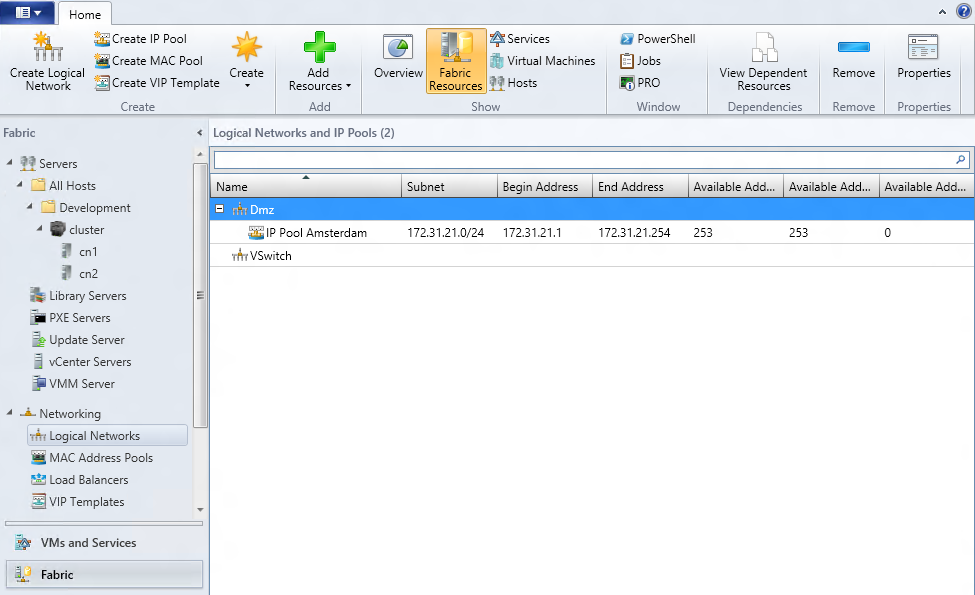 Home
Create Logical Network
Create IP Pool
Create MAC Pool
Create VIP Template
Create
Create
Add Resources
Add
Overview
Fabric Resources
Services
Virtual Machines
Hosts
Show
PowerShell
Jobs
PRO
Window
View Dependent Resources
Dependencies
Remove
Remove
Properties
Properties
Fabric
Servers
All Hosts
Development
cluster
cn1
cn2
Library Servers
PXE Servers
Update Server
vCenter Servers
VMM Server
Networking
Logical Networks
MAC Address Pools
Load Balancers
VIP Templates
VMs and Services
Fabric
Logical Networks and IP Pools (2)
Name Subnet Begin Address End Address Available Add... Available Add... Available Add...
Dmz
IP Pool Amsterdam 172.31.21.0/24 172.31.21.1 172.31.21.254 253 253 0
VSwitch